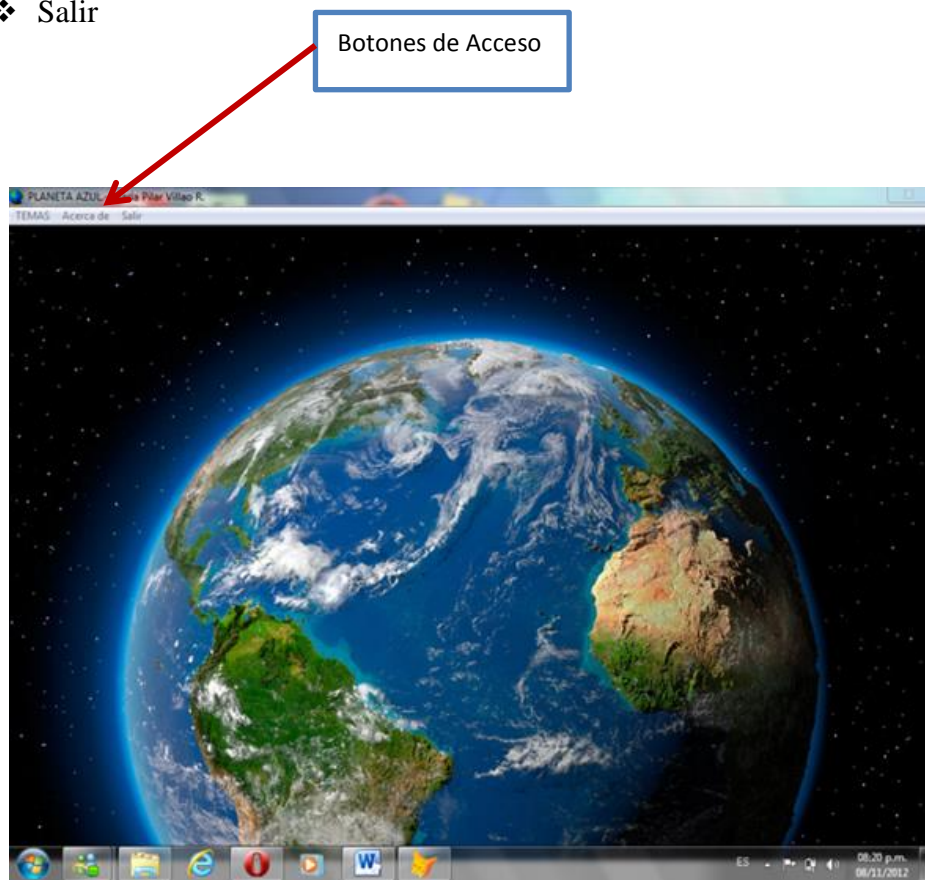 ❖ Salir
Botones de Acceso
PLANETA AZUL Pilar Villao R.
TEMAS Acerca de Salir
ES
08:20 p.m.
08/11/2012